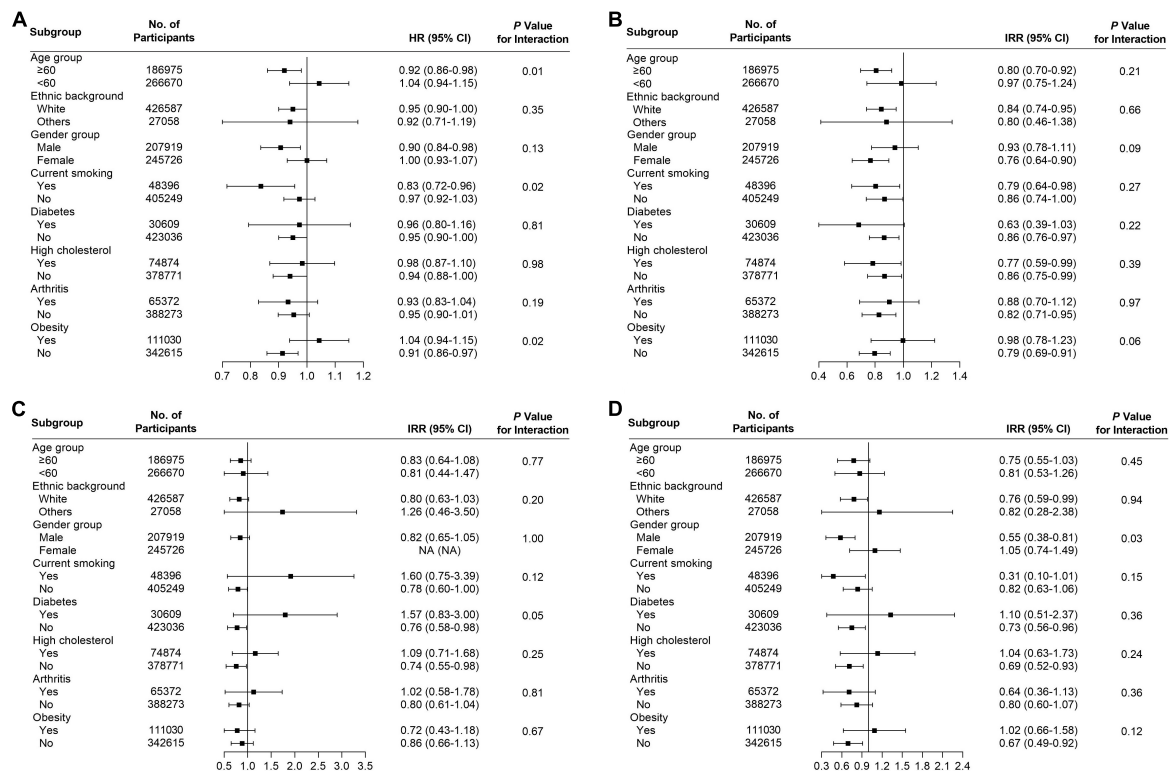 A
Subgroup No. of Participants HR (95% CI) P Value for Interaction
Age group
≥60 186975 0.92 (0.86-0.98) 0.01
<60 266670 1.04 (0.94-1.15)
Ethnic background
White 426587 0.95 (0.90-1.00) 0.35
Others 27058 0.92 (0.71-1.19)
Gender group
Male 207919 0.90 (0.84-0.98) 0.13
Female 245726 1.00 (0.93-1.07)
Current smoking
Yes 48396 0.83 (0.72-0.96) 0.02
No 405249 0.97 (0.92-1.03)
Diabetes
Yes 30609 0.96 (0.80-1.16) 0.81
No 423036 0.95 (0.90-1.00)
High cholesterol
Yes 74874 0.98 (0.87-1.10) 0.98
No 378771 0.94 (0.88-1.00)
Arthritis
Yes 65372 0.93 (0.83-1.04) 0.19
No 388273 0.95 (0.90-1.01)
Obesity
Yes 111030 1.04 (0.94-1.15) 0.02
No 342615 0.91 (0.86-0.97)
0.7 0.8 0.9 1.0 1.1 1.2
B
Subgroup No. of Participants IRR (95% CI) P Value for Interaction
Age group
≥60 186975 0.80 (0.70-0.92) 0.21
<60 266670 0.97 (0.75-1.24)
Ethnic background
White 426587 0.84 (0.74-0.95) 0.66
Others 27058 0.80 (0.46-1.38)
Gender group
Male 207919 0.93 (0.78-1.11) 0.09
Female 245726 0.76 (0.64-0.90)
Current smoking
Yes 48396 0.79 (0.64-0.98) 0.27
No 405249 0.86 (0.74-1.00)
Diabetes
Yes 30609 0.63 (0.39-1.03) 0.22
No 423036 0.86 (0.76-0.97)
High cholesterol
Yes 74874 0.77 (0.59-0.99) 0.39
No 378771 0.86 (0.75-0.99)
Arthritis
Yes 65372 0.88 (0.70-1.12) 0.97
No 388273 0.82 (0.71-0.95)
Obesity
Yes 111030 0.98 (0.78-1.23) 0.06
No 342615 0.79 (0.69-0.91)
0.4 0.6 0.8 1.0 1.2 1.4
C
Subgroup No. of Participants IRR (95% CI) P Value for Interaction
Age group
≥60 186975 0.83 (0.64-1.08) 0.77
<60 266670 0.81 (0.44-1.47)
Ethnic background
White 426587 0.80 (0.63-1.03) 0.20
Others 27058 1.26 (0.46-3.50)
Gender group
Male 207919 0.82 (0.65-1.05) 1.00
Female 245726 NA (NA)
Current smoking
Yes 48396 1.60 (0.75-3.39) 0.12
No 405249 0.78 (0.60-1.00)
Diabetes
Yes 30609 1.57 (0.83-3.00) 0.05
No 423036 0.76 (0.58-0.98)
High cholesterol
Yes 74874 1.09 (0.71-1.68) 0.25
No 378771 0.74 (0.55-0.98)
Arthritis
Yes 65372 1.02 (0.58-1.78) 0.81
No 388273 0.80 (0.61-1.04)
Obesity
Yes 111030 0.72 (0.43-1.18) 0.67
No 342615 0.86 (0.66-1.13)
0.5 1.0 1.5 2.0 2.5 3.0 3.5
D
Subgroup No. of Participants IRR (95% CI) P Value for Interaction
Age group
≥60 186975 0.75 (0.55-1.03) 0.45
<60 266670 0.81 (0.53-1.26)
Ethnic background
White 426587 0.76 (0.59-0.99) 0.94
Others 27058 0.82 (0.28-2.38)
Gender group
Male 207919 0.55 (0.38-0.81) 0.03
Female 245726 1.05 (0.74-1.49)
Current smoking
Yes 48396 0.31 (0.10-1.01) 0.15
No 405249 0.82 (0.63-1.06)
Diabetes
Yes 30609 1.10 (0.51-2.37) 0.36
No 423036 0.73 (0.56-0.96)
High cholesterol
Yes 74874 1.04 (0.63-1.73) 0.24
No 378771 0.69 (0.52-0.93)
Arthritis
Yes 65372 0.64 (0.36-1.13) 0.36
No 388273 0.80 (0.60-1.07)
Obesity
Yes 111030 1.02 (0.66-1.58) 0.12
No 342615 0.67 (0.49-0.92)
0.3 0.6 0.9 1.2 1.5 1.8 2.1 2.4